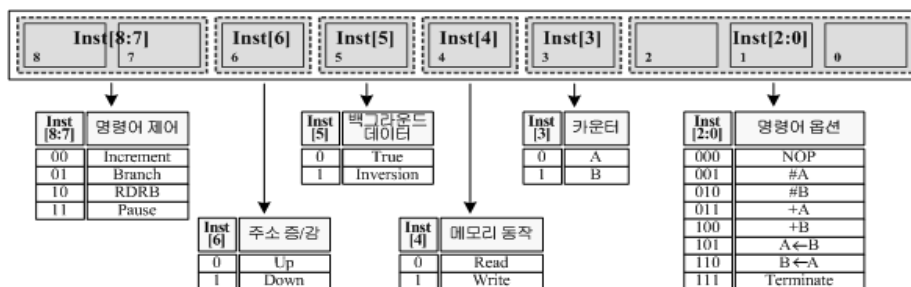 Inst[8:7] Inst[6] Inst[5] Inst[4] Inst[3] Inst[2:0]
8 7 6 5 4 3 2 1 0
Inst [8:7] 명령어 제어
00 Increment
01 Branch
10 RDRB
11 Pause
Inst [6] 주소 증/감
0 Up
1 Down
Inst [5] 백그라운드 데이터
0 True
1 Inversion
Inst [4] 메모리 동작
0 Read
1 Write
Inst [3] 카운터
0 A
1 B
Inst [2:0] 명령어 옵션
000 NOP
001 #A
010 #B
011 +A
100 +B
101 A←B
110 B←A
111 Terminate